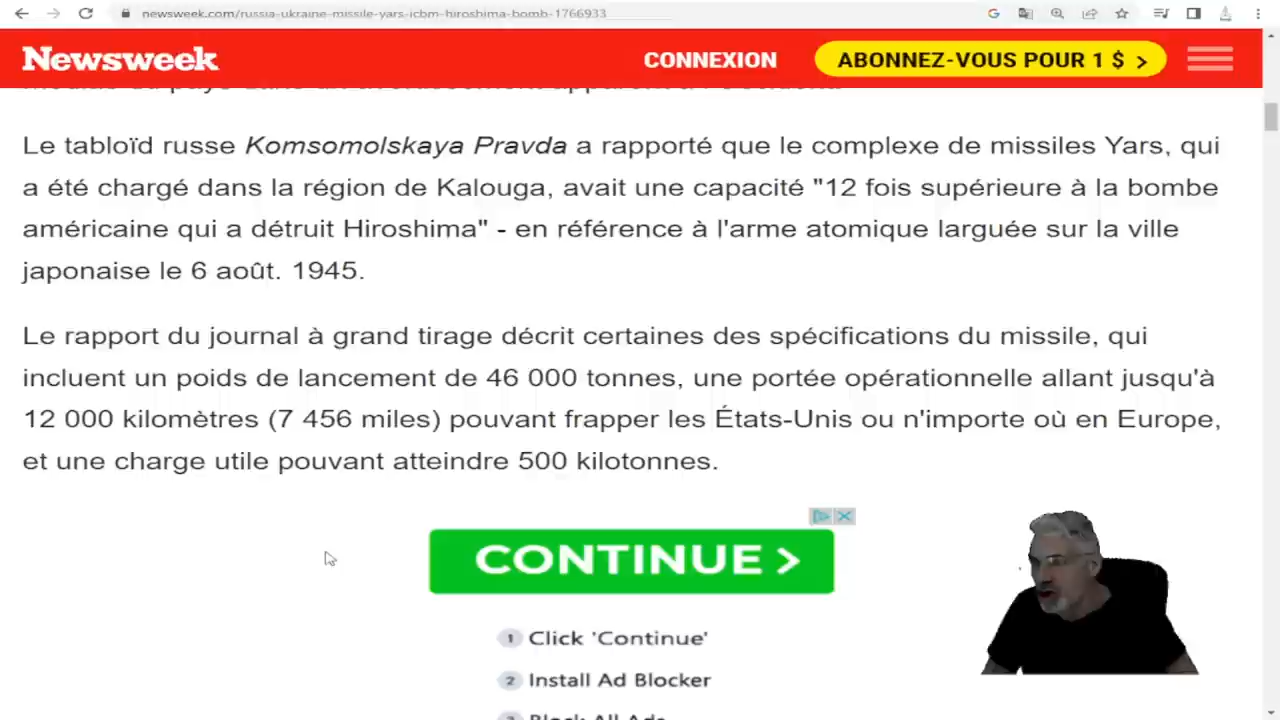 newsweek.com/russia-ukraine-missile-yars-icbm-hiroshima-bomb-1766933
Newsweek
CONNEXION
ABONNEZ-VOUS POUR 1 $ >
Le tabloïd russe Komsomolskaya Pravda a rapporté que le complexe de missiles Yars, qui
a été chargé dans la région de Kalouga, avait une capacité "12 fois supérieure à la bombe
américaine qui a détruit Hiroshima" - en référence à l'arme atomique larguée sur la ville
japonaise le 6 août. 1945.
Le rapport du journal à grand tirage décrit certaines des spécifications du missile, qui
incluent un poids de lancement de 46 000 tonnes, une portée opérationnelle allant jusqu'à
12 000 kilomètres (7 456 miles) pouvant frapper les États-Unis ou n'importe où en Europe,
et une charge utile pouvant atteindre 500 kilotonnes.
CONTINUE >
1 Click 'Continue'
2 Install Ad Blocker
3 Block All Ads